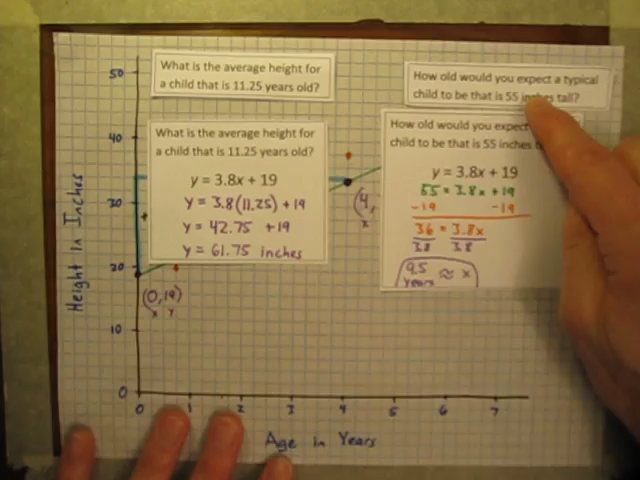 What is the average height for
a child that is 11.25 years old?
How old would you expect a typical
child to be that is 55 inches tall?
What is the average height for
a child that is 11.25 years old?
y = 3.8x + 19
y = 3.8(11.25) + 19
y = 42.75 + 19
y = 61.75 inches
How old would you expect
child to be that is 55 inches
y = 3.8x + 19
55 = 3.8x + 19
-19 -19
36 = 3.8x
3.8 3.8
9.5 ≈ x
years
(4,
x
(0,19)
x y
Height in Inches
50
40
30
20
10
0
0 1 2 3 4 5 6 7
Age in Years